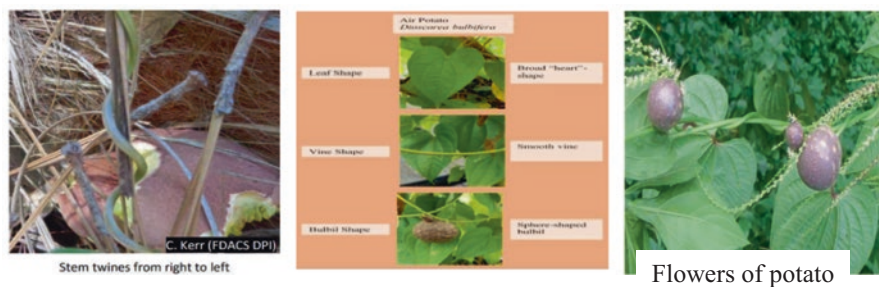 C. Kerr (FDACS DPI)
Stem twines from right to left
Air Potato
Dioscorea bulbifera
Leaf Shape
Broad "heart"-
shape
Vine Shape
Smooth vine
Bulbil Shape
Sphere-shaped
bulbil
Flowers of potato